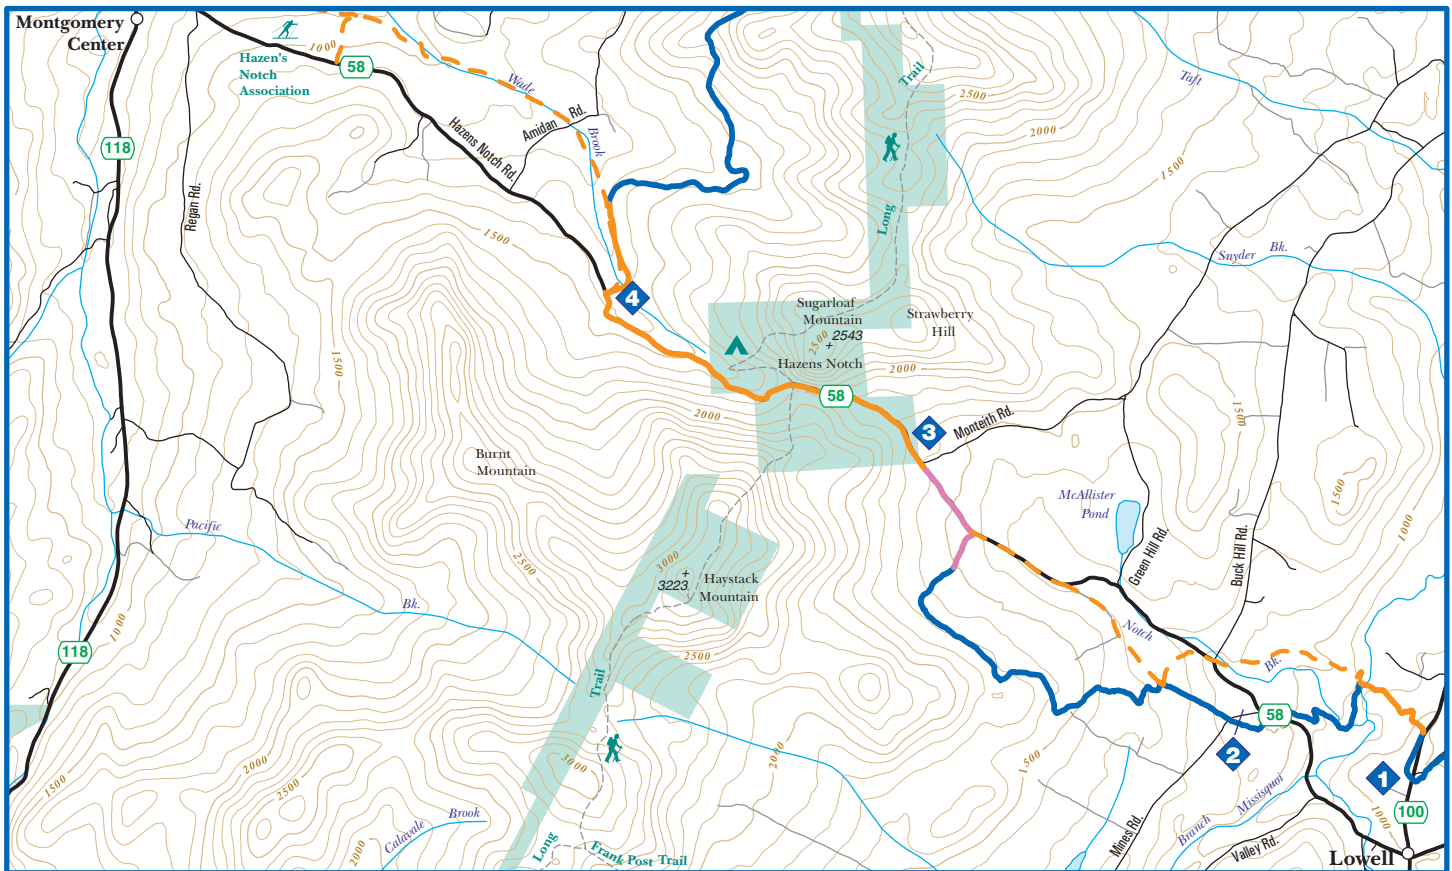 Montgomery
Center
1000
58
Hazen's
Notch
Association
Wade
Amidan Rd.
Brook
Hazens Notch Rd.
118
Regan Rd.
1500
1500
Trail
2500
2000
Taft
1500
Long
Snyder Bk.
4
Sugarloaf
Mountain
2543
+
2500
Hazens Notch
Strawberry
Hill
2000
58
2000
3
Monteith Rd.
1500
Burnt
Mountain
McAllister
Pond
1500
1000
Pacific
Bk.
2500
3000
+
3223
Haystack
Mountain
Green Hill Rd.
Buck Hill Rd.
1000
118
Notch
Bk.
2500
Trail
58
2
1
3000
2000
1500
2000
2500
1500
100
1000
Branch Missisquoi
Mines Rd.
Valley Rd.
Calavale Brook
2000
Long
Frank Post Trail
Lowell